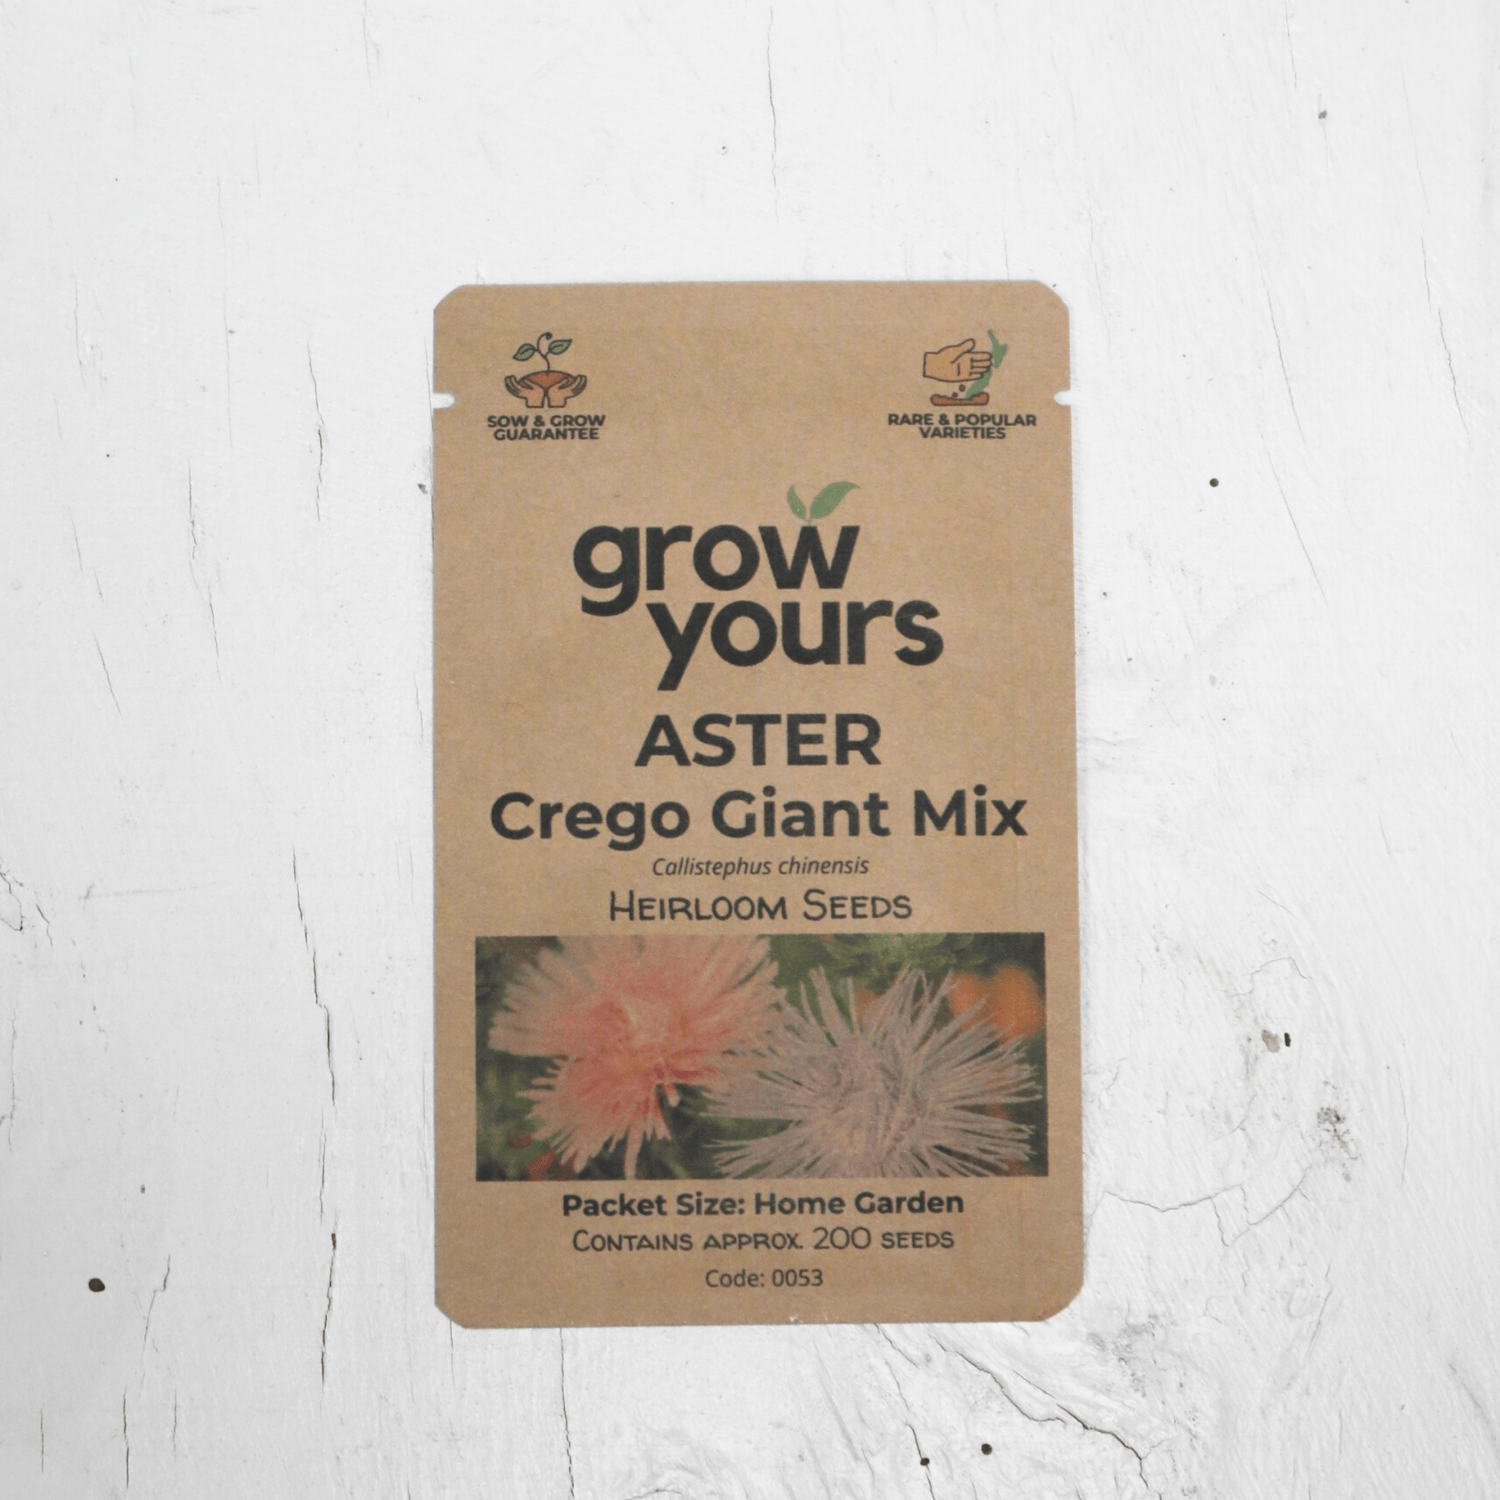 SOW & GROW
GUARANTEE
RARE & POPULAR
VARIETIES
grow
yours
ASTER
Crego Giant Mix
Callistephus chinensis
HEIRLOOM SEEDS
Packet Size: Home Garden
CONTAINS APPROX. 200 SEEDS
Code: 0053